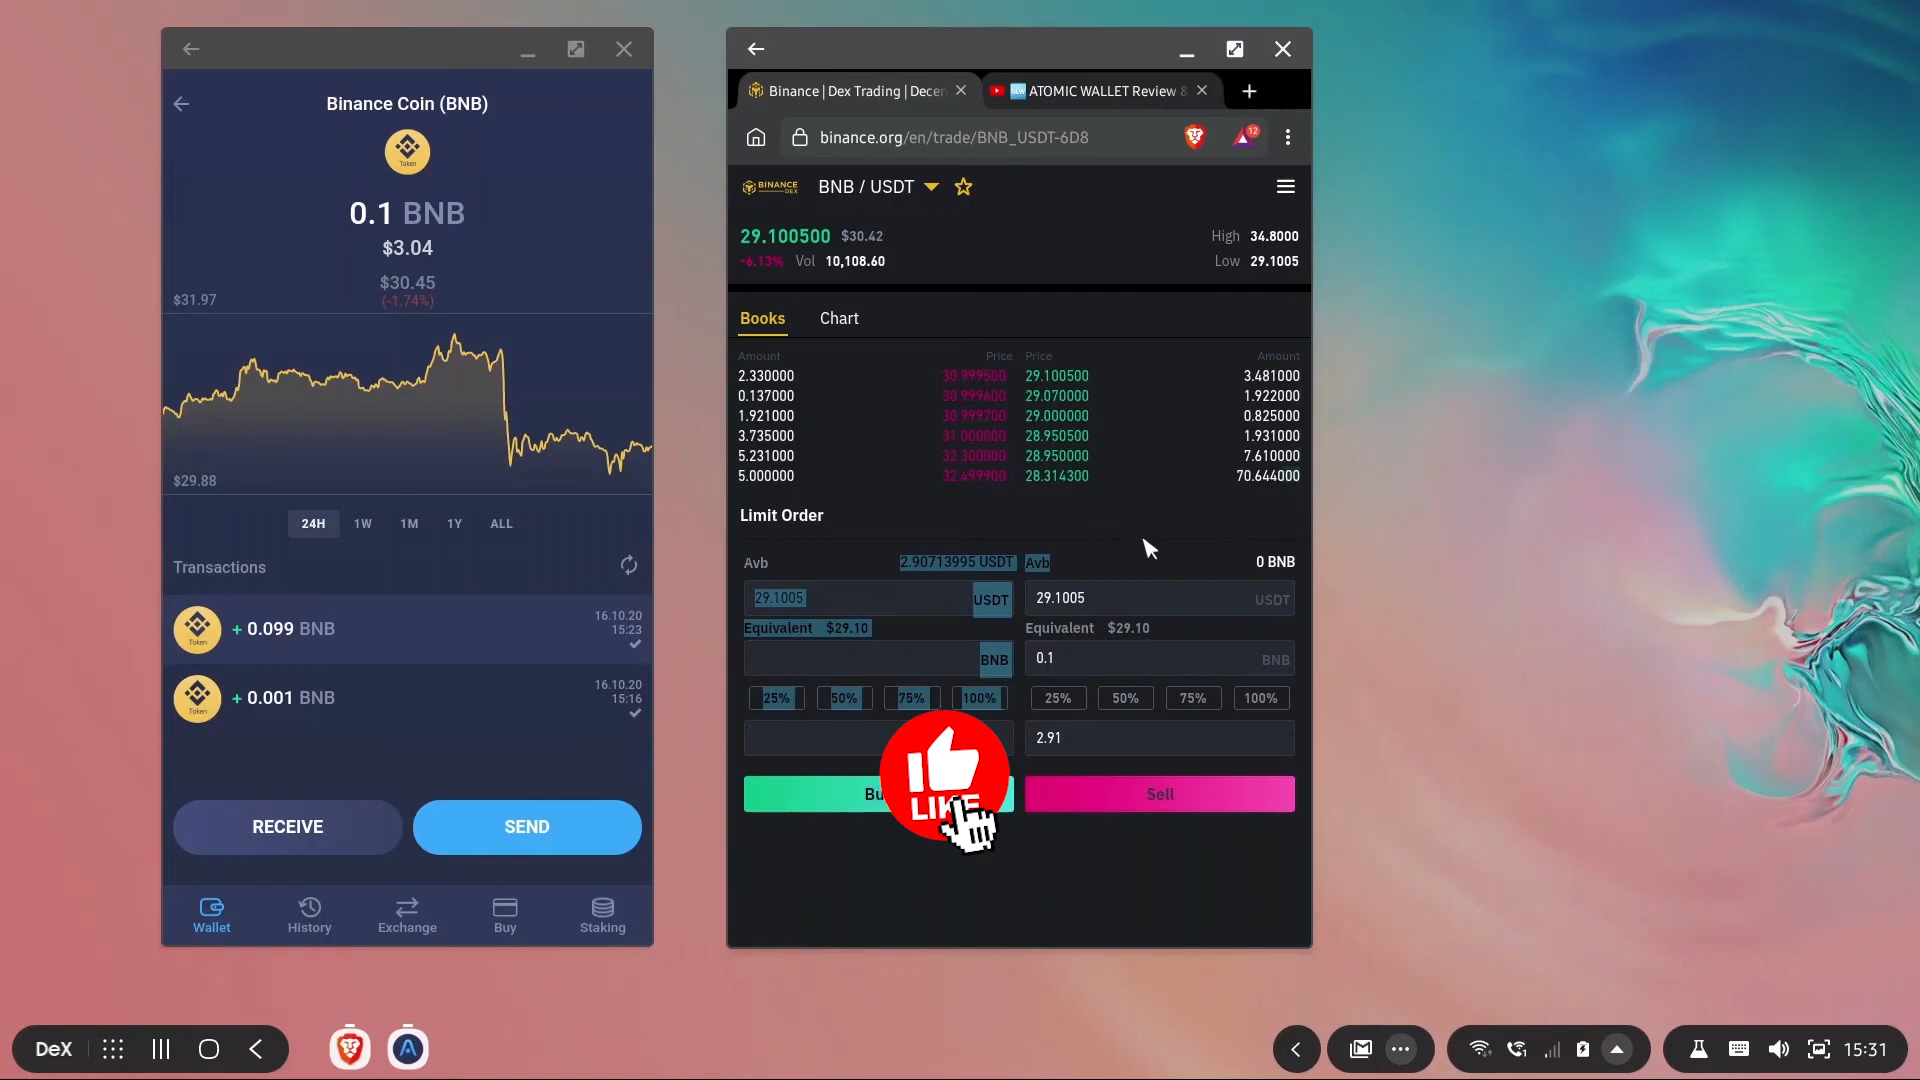 Binance Coin (BNB)
Token
0.1 BNB
$3.04
$30.45
(-1.74%)
$31.97
$29.88
24H 1W 1M 1Y ALL
Transactions
Token
+ 0.099 BNB
16.10.20
15:23
Token
+ 0.001 BNB
16.10.20
15:16
RECEIVE SEND
Wallet History Exchange Buy Staking
Binance | Dex Trading | Decen
NEW ATOMIC WALLET Review &
binance.org/en/trade/BNB_USDT-6D8
12
BINANCE DEX
BNB / USDT
29.100500 $30.42
High 34.8000
-6.13% Vol 10,108.60
Low 29.1005
Books Chart
Amount Price Price Amount
2.330000 30.999500 29.100500 3.481000
0.137000 30.999600 29.070000 1.922000
1.921000 30.999700 29.000000 0.825000
3.735000 31.000000 28.950500 1.931000
5.231000 32.300000 28.950000 7.610000
5.000000 32.499900 28.314300 70.644000
Limit Order
Avb 2.90713995 USDT Avb 0 BNB
29.1005 USDT 29.1005 USDT
Equivalent $29.10 Equivalent $29.10
BNB 0.1 BNB
25% 50% 75% 100% 25% 50% 75% 100%
2.91
Bu Sell
LIKE
DeX
15:31